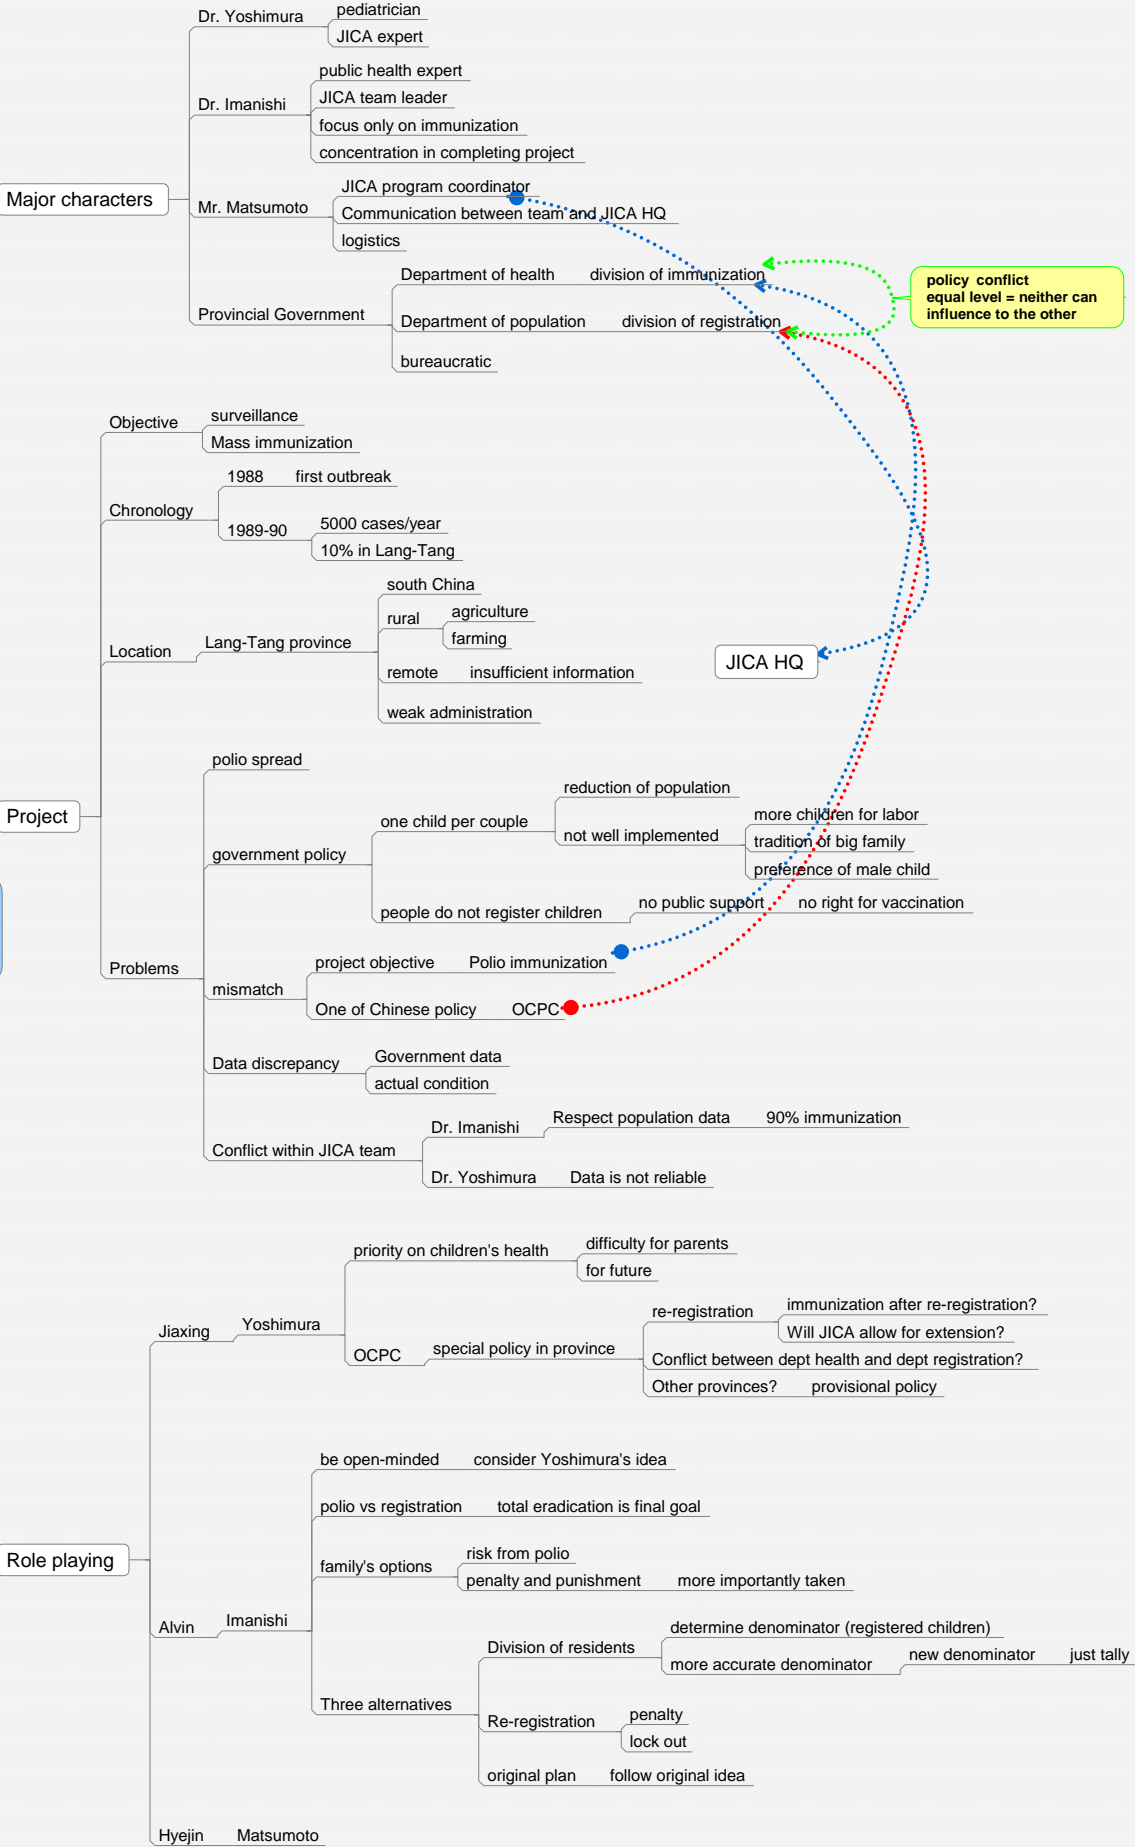 Major characters
Dr. Yoshimura
pediatrician
JICA expert
Dr. Imanishi
public health expert
JICA team leader
focus only on immunization
concentration in completing project
Mr. Matsumoto
JICA program coordinator
Communication between team and JICA HQ
logistics
Provincial Government
Department of health
division of immunization
Department of population
division of registration
bureaucratic
policy conflict
equal level = neither can
influence to the other
JICA HQ
Project
Objective
surveillance
Mass immunization
Chronology
1988
first outbreak
1989-90
5000 cases/year
10% in Lang-Tang
Location
Lang-Tang province
south China
rural
agriculture
farming
remote
insufficient information
weak administration
Problems
polio spread
government policy
one child per couple
reduction of population
not well implemented
more children for labor
tradition of big family
preference of male child
people do not register children
no public support
no right for vaccination
mismatch
project objective
Polio immunization
One of Chinese policy
OCPC
Data discrepancy
Government data
actual condition
Conflict within JICA team
Dr. Imanishi
Respect population data
90% immunization
Dr. Yoshimura
Data is not reliable
Role playing
Jiaxing
Yoshimura
priority on children's health
difficulty for parents
for future
OCPC
special policy in province
re-registration
immunization after re-registration?
Will JICA allow for extension?
Conflict between dept health and dept registration?
Other provinces?
provisional policy
Alvin
Imanishi
be open-minded
consider Yoshimura's idea
polio vs registration
total eradication is final goal
family's options
risk from polio
penalty and punishment
more importantly taken
Three alternatives
Division of residents
determine denominator (registered children)
more accurate denominator
new denominator
just tally
Re-registration
penalty
lock out
original plan
follow original idea
Hyejin
Matsumoto